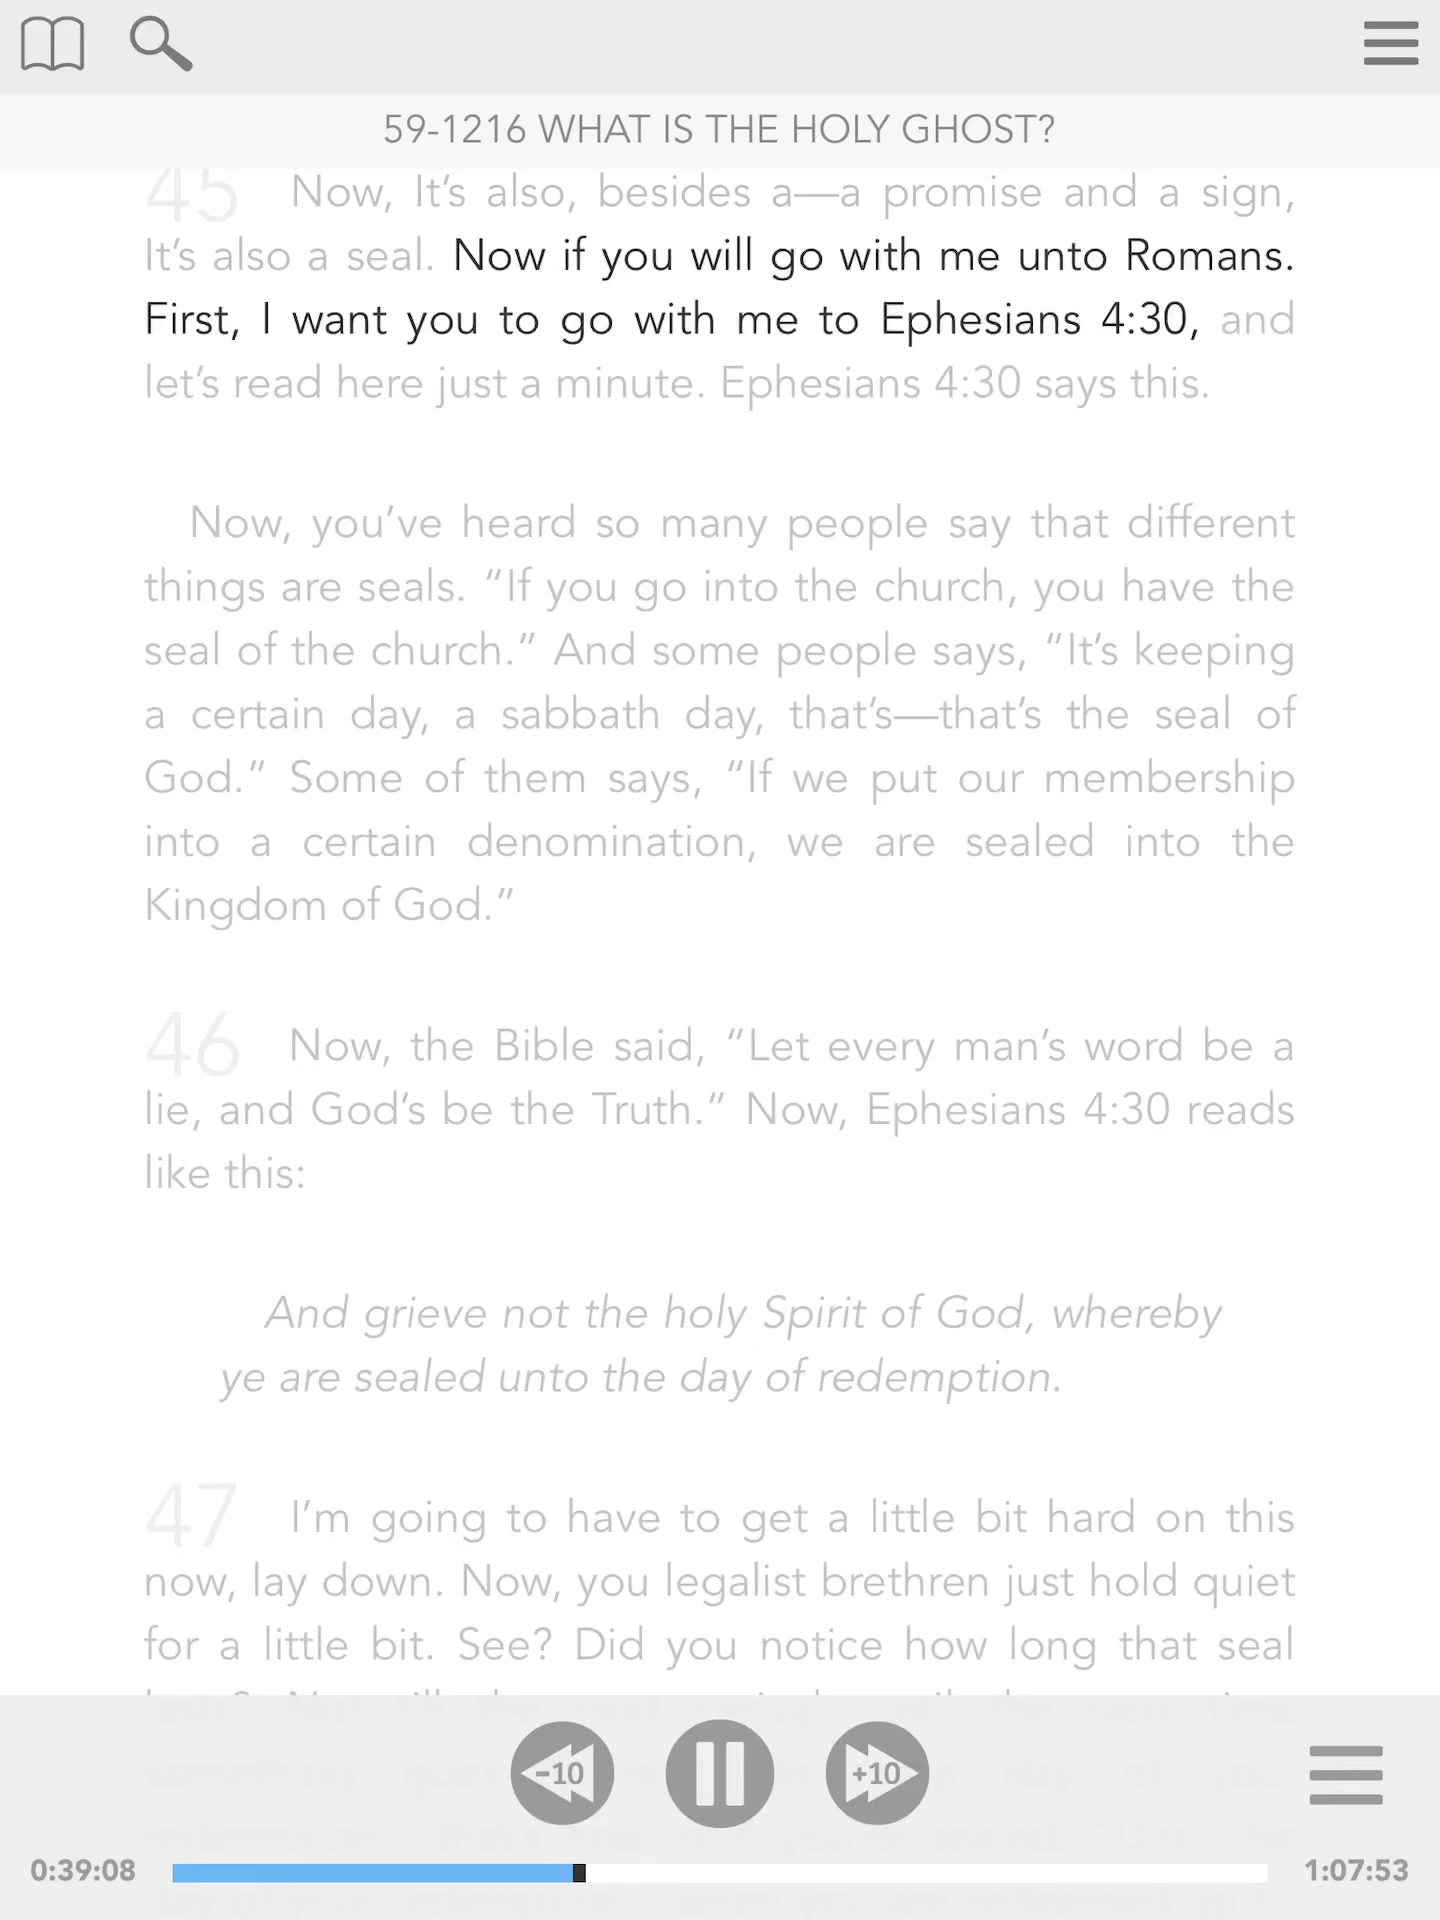 59-1216 WHAT IS THE HOLY GHOST?
45 Now, It’s also, besides a—a promise and a sign,
It’s also a seal. Now if you will go with me unto Romans.
First, I want you to go with me to Ephesians 4:30, and
let’s read here just a minute. Ephesians 4:30 says this.
Now, you’ve heard so many people say that different
things are seals. “If you go into the church, you have the
seal of the church.” And some people says, “It’s keeping
a certain day, a sabbath day, that’s—that’s the seal of
God.” Some of them says, “If we put our membership
into a certain denomination, we are sealed into the
Kingdom of God.”
46 Now, the Bible said, “Let every man’s word be a
lie, and God’s be the Truth.” Now, Ephesians 4:30 reads
like this:
And grieve not the holy Spirit of God, whereby
ye are sealed unto the day of redemption.
47 I’m going to have to get a little bit hard on this
now, lay down. Now, you legalist brethren just hold quiet
for a little bit. See? Did you notice how long that seal
-10 +10
0:39:08 1:07:53